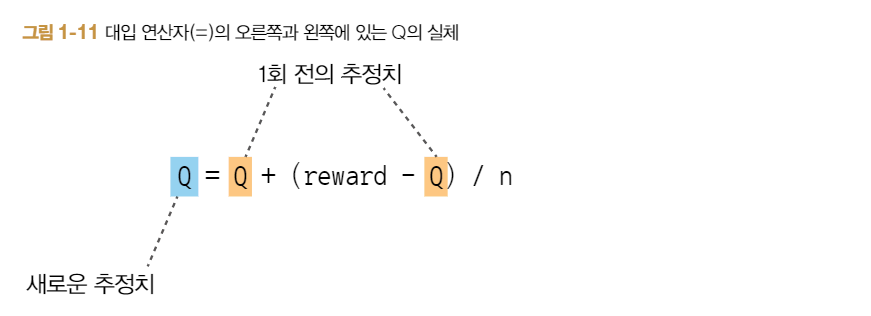 그림 1-11 대입 연산자(=)의 오른쪽과 왼쪽에 있는 Q의 실체
1회 전의 추정치
Q = Q + (reward - Q) / n
새로운 추정치